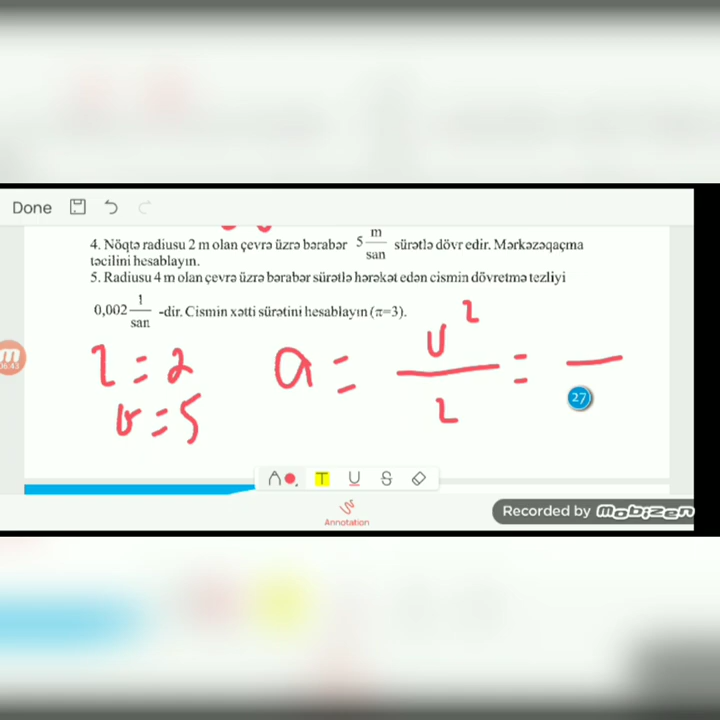 Done
4. Nöqtə radiusu 2 m olan çevrə üzrə bərabər 5 m/san sürətlə dövr edir. Mərkəzəqaçma
təcilini hesablayın.
5. Radiusu 4 m olan çevrə üzrə bərabər sürətlə hərəkət edən cismin dövretmə tezliyi
0,002 1/san -dir. Cismin xətti sürətini hesablayın (π=3).
r = 2 a = v² / r =
v = 5
27
T U S
Annotation
06:43
Recorded by mobizen